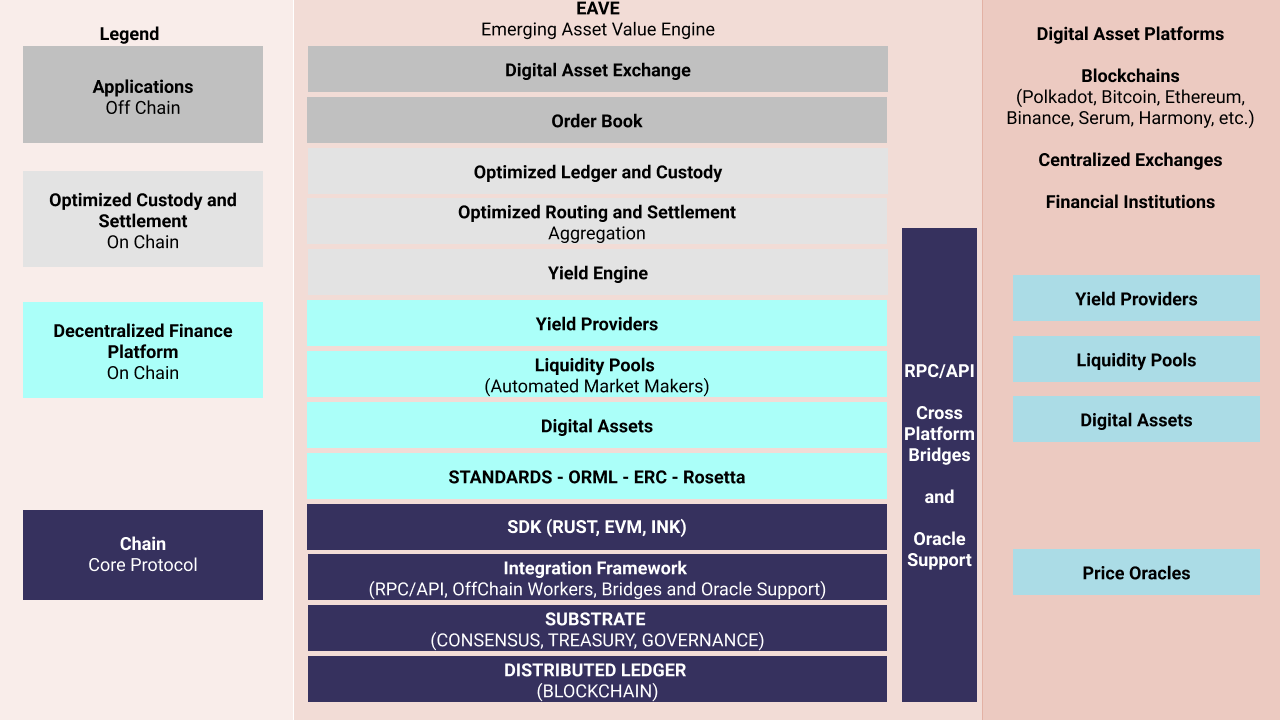 Legend
Applications
Off Chain
Optimized Custody and
Settlement
On Chain
Decentralized Finance
Platform
On Chain
Chain
Core Protocol
EAVE
Emerging Asset Value Engine
Digital Asset Exchange
Order Book
Optimized Ledger and Custody
Optimized Routing and Settlement
Aggregation
Yield Engine
Yield Providers
Liquidity Pools
(Automated Market Makers)
Digital Assets
STANDARDS - ORML - ERC - Rosetta
SDK (RUST, EVM, INK)
Integration Framework
(RPC/API, OffChain Workers, Bridges and Oracle Support)
SUBSTRATE
(CONSENSUS, TREASURY, GOVERNANCE)
DISTRIBUTED LEDGER
(BLOCKCHAIN)
RPC/API
Cross
Platform
Bridges
and
Oracle
Support
Digital Asset Platforms
Blockchains
(Polkadot, Bitcoin, Ethereum,
Binance, Serum, Harmony, etc.)
Centralized Exchanges
Financial Institutions
Yield Providers
Liquidity Pools
Digital Assets
Price Oracles